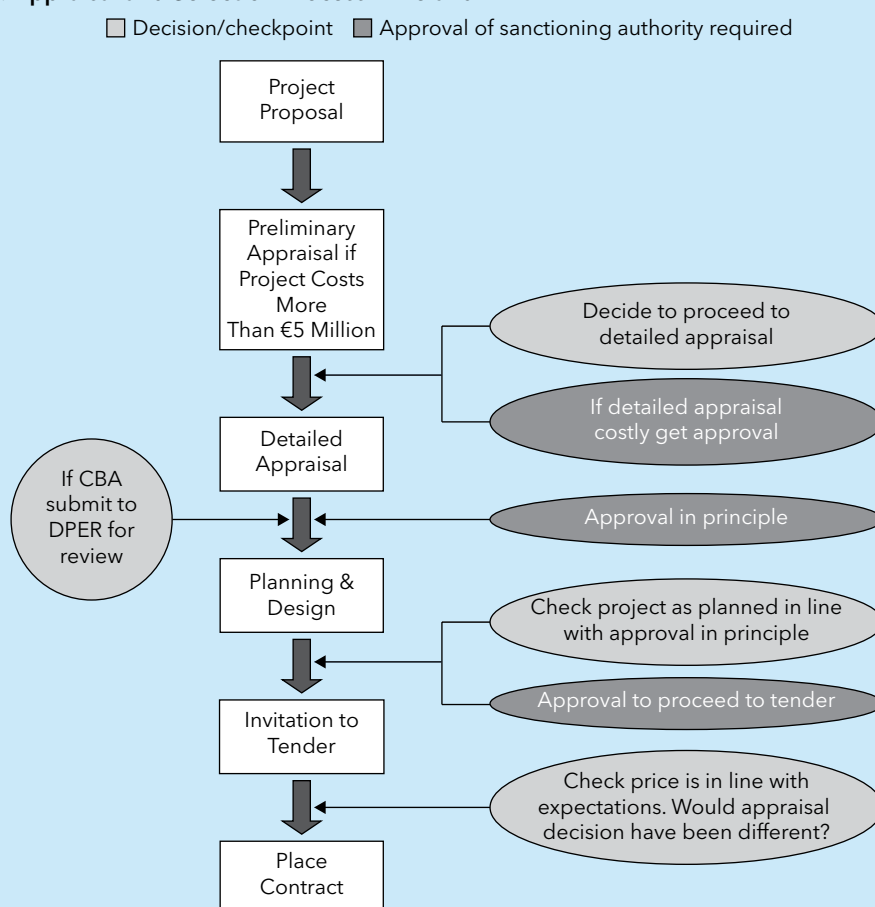 Decision/checkpoint Approval of sanctioning authority required
Project
Proposal
Preliminary
Appraisal if
Project Costs
More
Than €5 Million
Decide to proceed to
detailed appraisal
If detailed appraisal
costly get approval
Detailed
Appraisal
If CBA
submit to
DPER for
review
Approval in principle
Planning &
Design
Check project as planned in line
with approval in principle
Approval to proceed to tender
Invitation to
Tender
Check price is in line with
expectations. Would appraisal
decision have been different?
Place
Contract